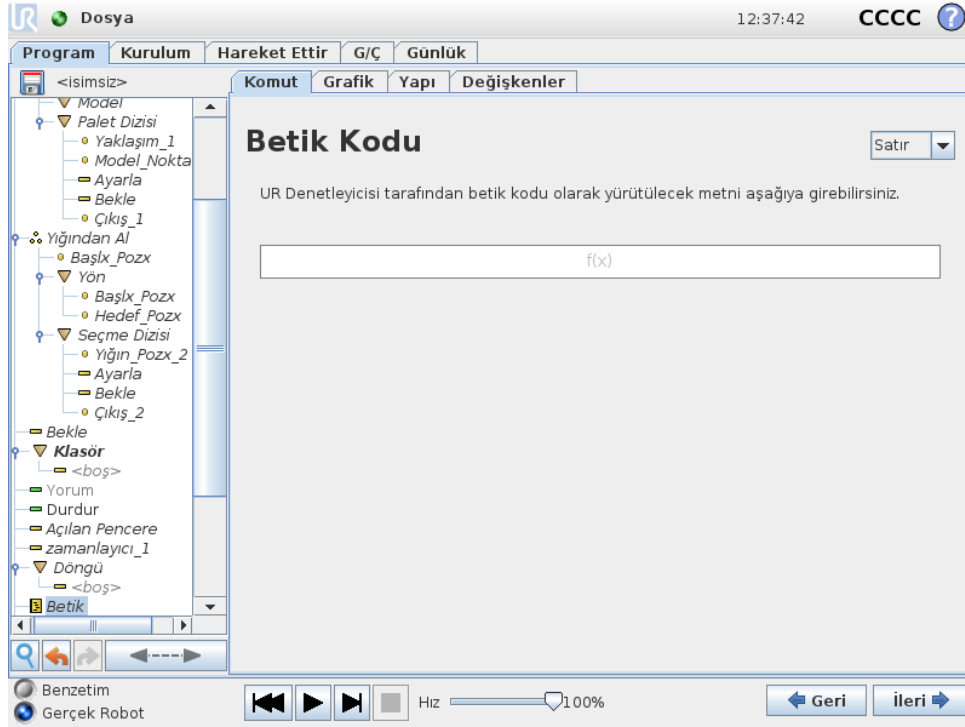 UR Dosya 12:37:42 CCCC ?
Program Kurulum Hareket Ettir G/Ç Günlük
<isimsiz>
Komut Grafik Yapı Değişkenler
Model
Palet Dizisi
Yaklaşım_1
Model_Nokta
Ayarla
Bekle
Çıkış_1
Yığından Al
Başlx_Pozx
Yön
Başlx_Pozx
Hedef_Pozx
Seçme Dizisi
Yığın_Pozx_2
Ayarla
Bekle
Çıkış_2
Bekle
Klasör
<boş>
Yorum
Durdur
Açılan Pencere
zamanlayıcı_1
Döngü
<boş>
Betik
Betik Kodu
Satır
UR Denetleyicisi tarafından betik kodu olarak yürütülecek metni aşağıya girebilirsiniz.
f(x)
Benzetim
Gerçek Robot
Hız 100%
Geri İleri